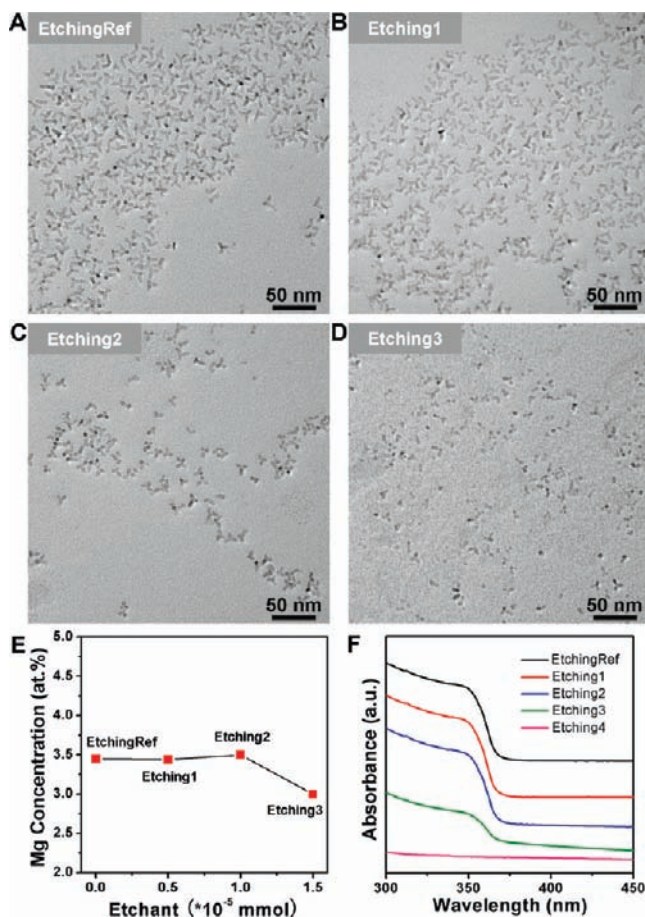 A EtchingRef
50 nm
B Etching1
50 nm
C Etching2
50 nm
D Etching3
50 nm
E
Mg Concentration (at.%)
5.0
4.5
4.0
3.5
3.0
2.5
2.0
EtchingRef
Etching1
Etching2
Etching3
0.0 0.5 1.0 1.5
Etchant (*10-5 mmol)
F
Absorbance (a.u.)
EtchingRef
Etching1
Etching2
Etching3
Etching4
300 350 400 450
Wavelength (nm)